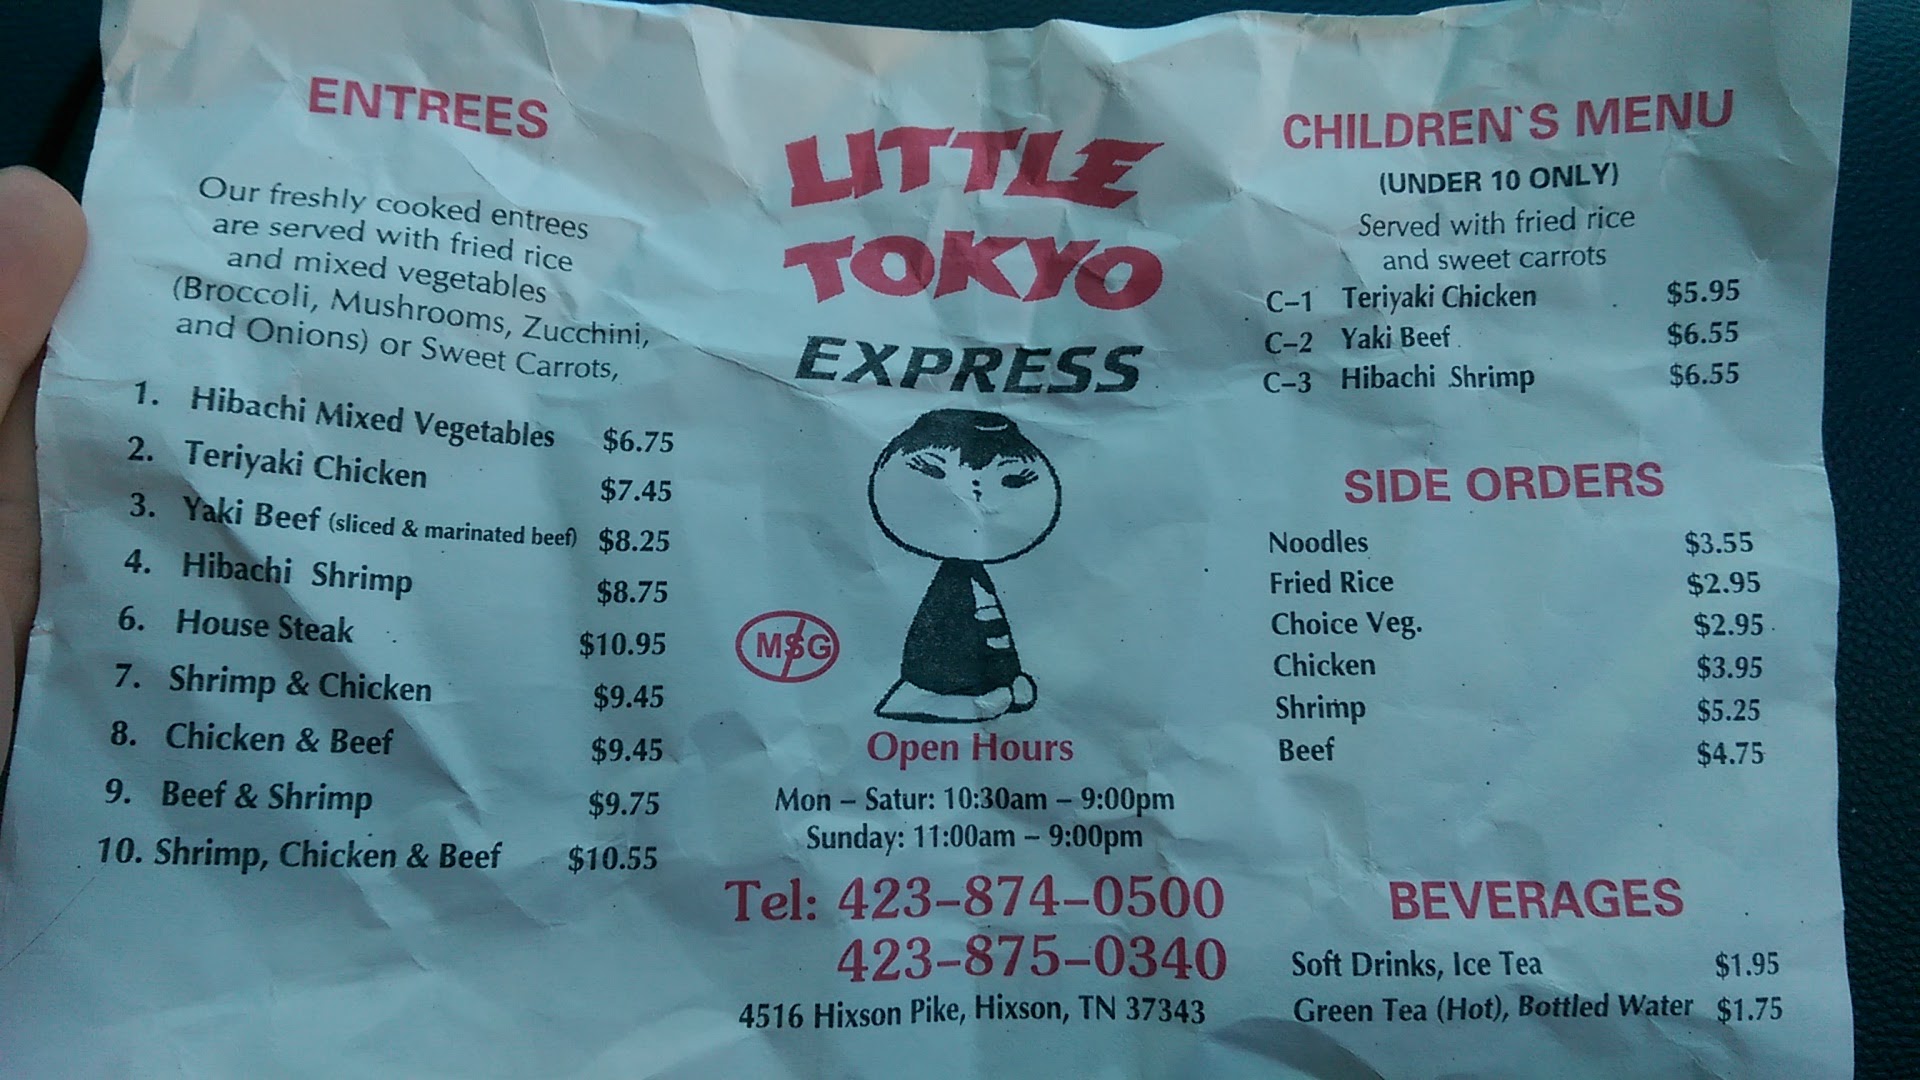 ENTREES
Our freshly cooked entrees
are served with fried rice
and mixed vegetables
(Broccoli, Mushrooms, Zucchini,
and Onions) or Sweet Carrots,
1. Hibachi Mixed Vegetables $6.75
2. Teriyaki Chicken $7.45
3. Yaki Beef (sliced & marinated beef) $8.25
4. Hibachi Shrimp $8.75
6. House Steak $10.95
7. Shrimp & Chicken $9.45
8. Chicken & Beef $9.45
9. Beef & Shrimp $9.75
10. Shrimp, Chicken & Beef $10.55
LITTLE
TOKYO
EXPRESS
MSG
Open Hours
Mon – Satur: 10:30am – 9:00pm
Sunday: 11:00am – 9:00pm
Tel: 423-874-0500
423-875-0340
4516 Hixson Pike, Hixson, TN 37343
CHILDREN`S MENU
(UNDER 10 ONLY)
Served with fried rice
and sweet carrots
C-1 Teriyaki Chicken $5.95
C-2 Yaki Beef $6.55
C-3 Hibachi Shrimp $6.55
SIDE ORDERS
Noodles $3.55
Fried Rice $2.95
Choice Veg. $2.95
Chicken $3.95
Shrimp $5.25
Beef $4.75
BEVERAGES
Soft Drinks, Ice Tea $1.95
Green Tea (Hot), Bottled Water $1.75